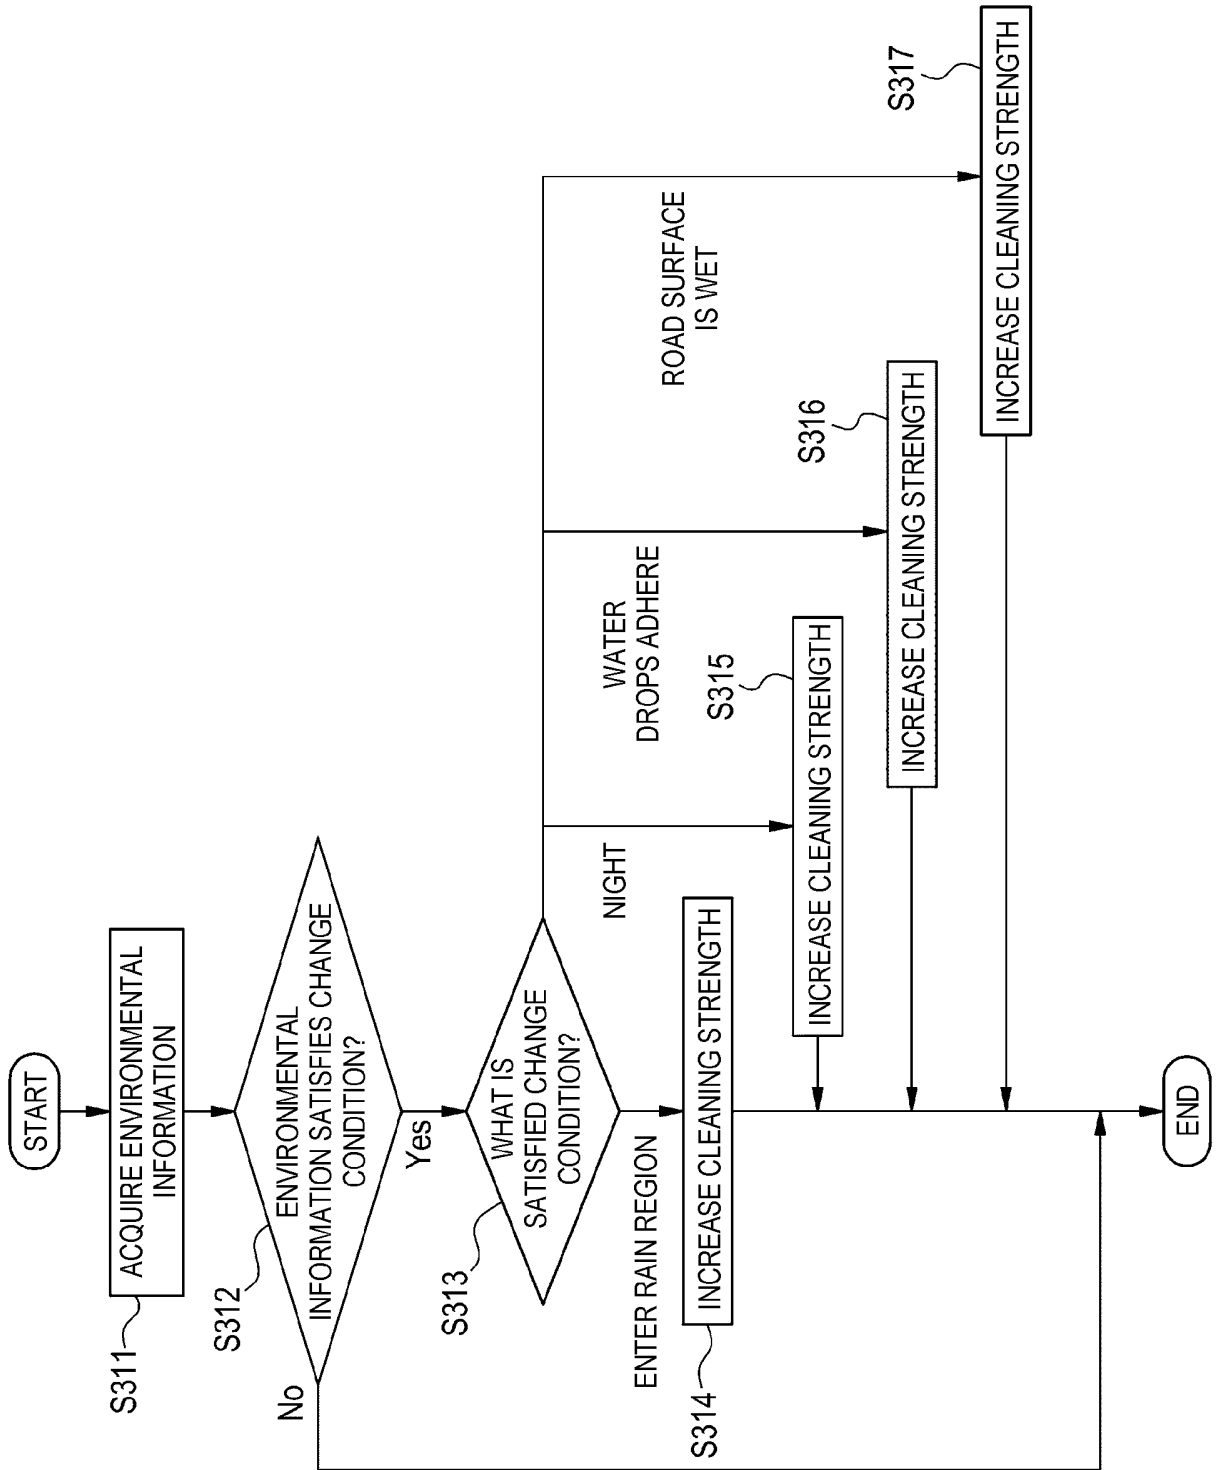 START
ACQUIRE ENVIRONMENTAL
INFORMATION
S311
ENVIRONMENTAL
INFORMATION SATISFIES CHANGE
CONDITION?
S312
No
Yes
WHAT IS
SATISFIED CHANGE
CONDITION?
S313
ENTER RAIN REGION
NIGHT
WATER
DROPS ADHERE
ROAD SURFACE
IS WET
INCREASE CLEANING STRENGTH
S314
INCREASE CLEANING STRENGTH
S315
INCREASE CLEANING STRENGTH
S316
INCREASE CLEANING STRENGTH
S317
END